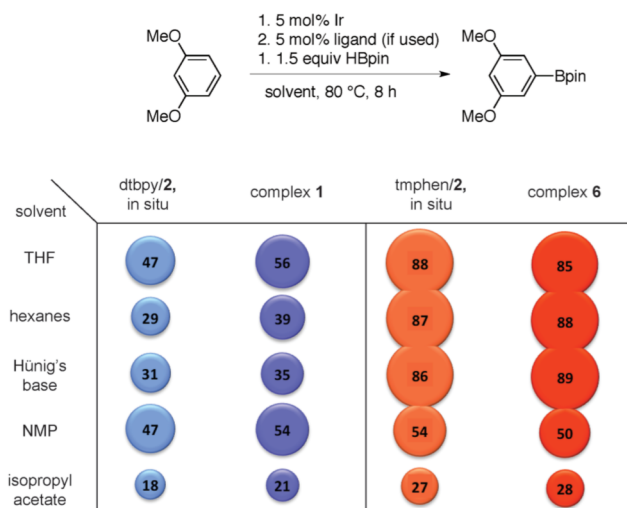 MeO
MeO
1. 5 mol% Ir
2. 5 mol% ligand (if used)
1. 1.5 equiv HBpin
solvent, 80 °C, 8 h
MeO
MeO
Bpin
solvent
dtbpy/2,
in situ
complex 1
tmphen/2,
in situ
complex 6
THF 47 56 88 85
hexanes 29 39 87 88
Hünig's
base
31 35 86 89
NMP 47 54 54 50
isopropyl
acetate
18 21 27 28